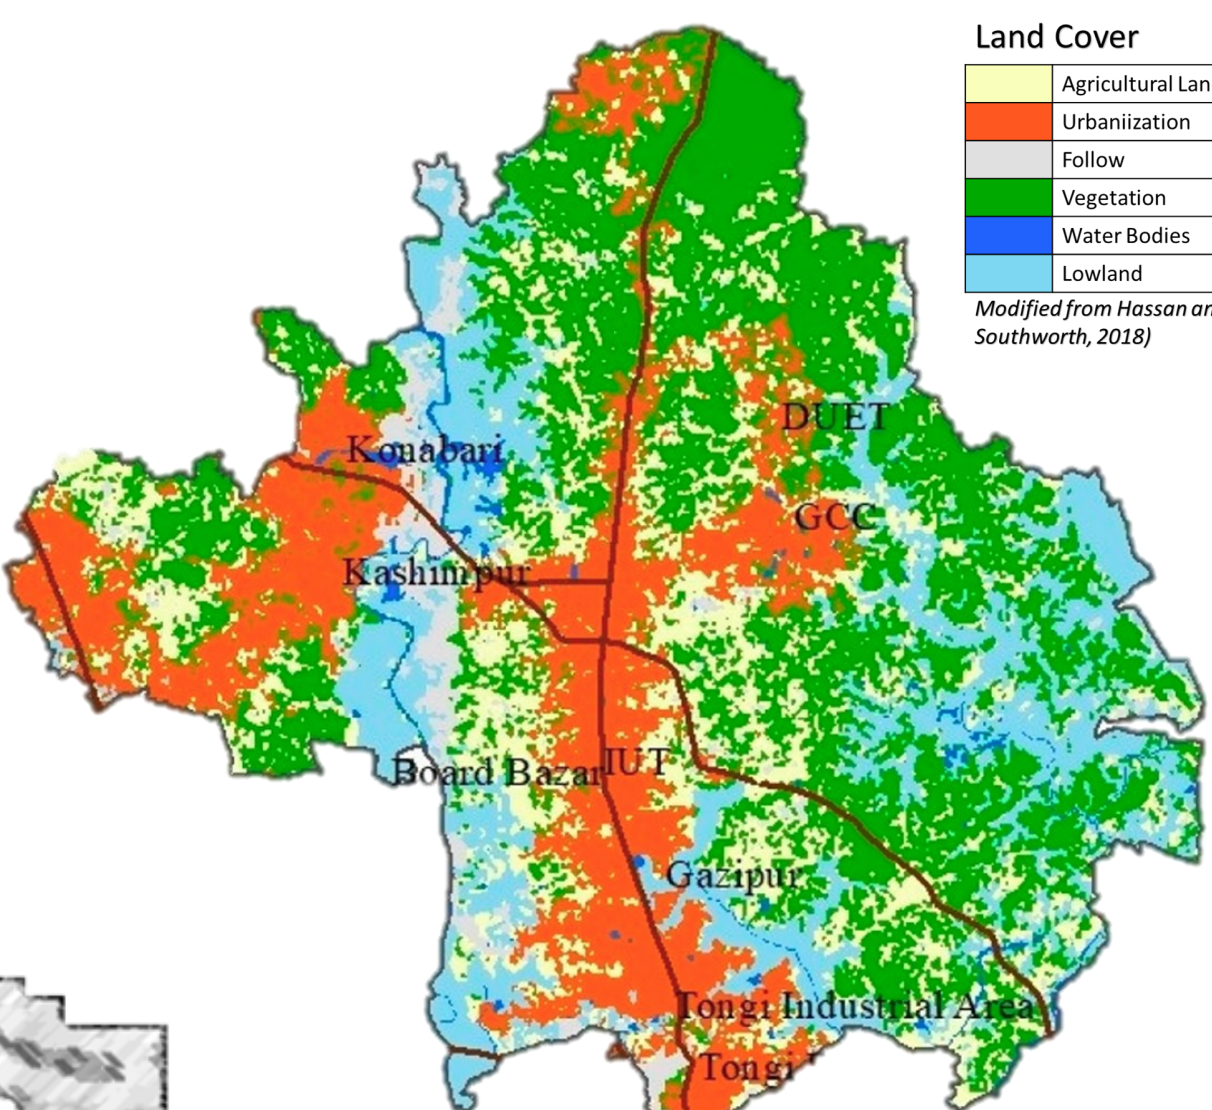 Land Cover
Agricultural Lan
Urbaniization
Follow
Vegetation
Water Bodies
Lowland
Modified from Hassan an
Southworth, 2018)
DUET
Konabari
GCC
Kashimpur
IUT
Board Bazar
Gazipur
Tongi Industrial Area
Tongi